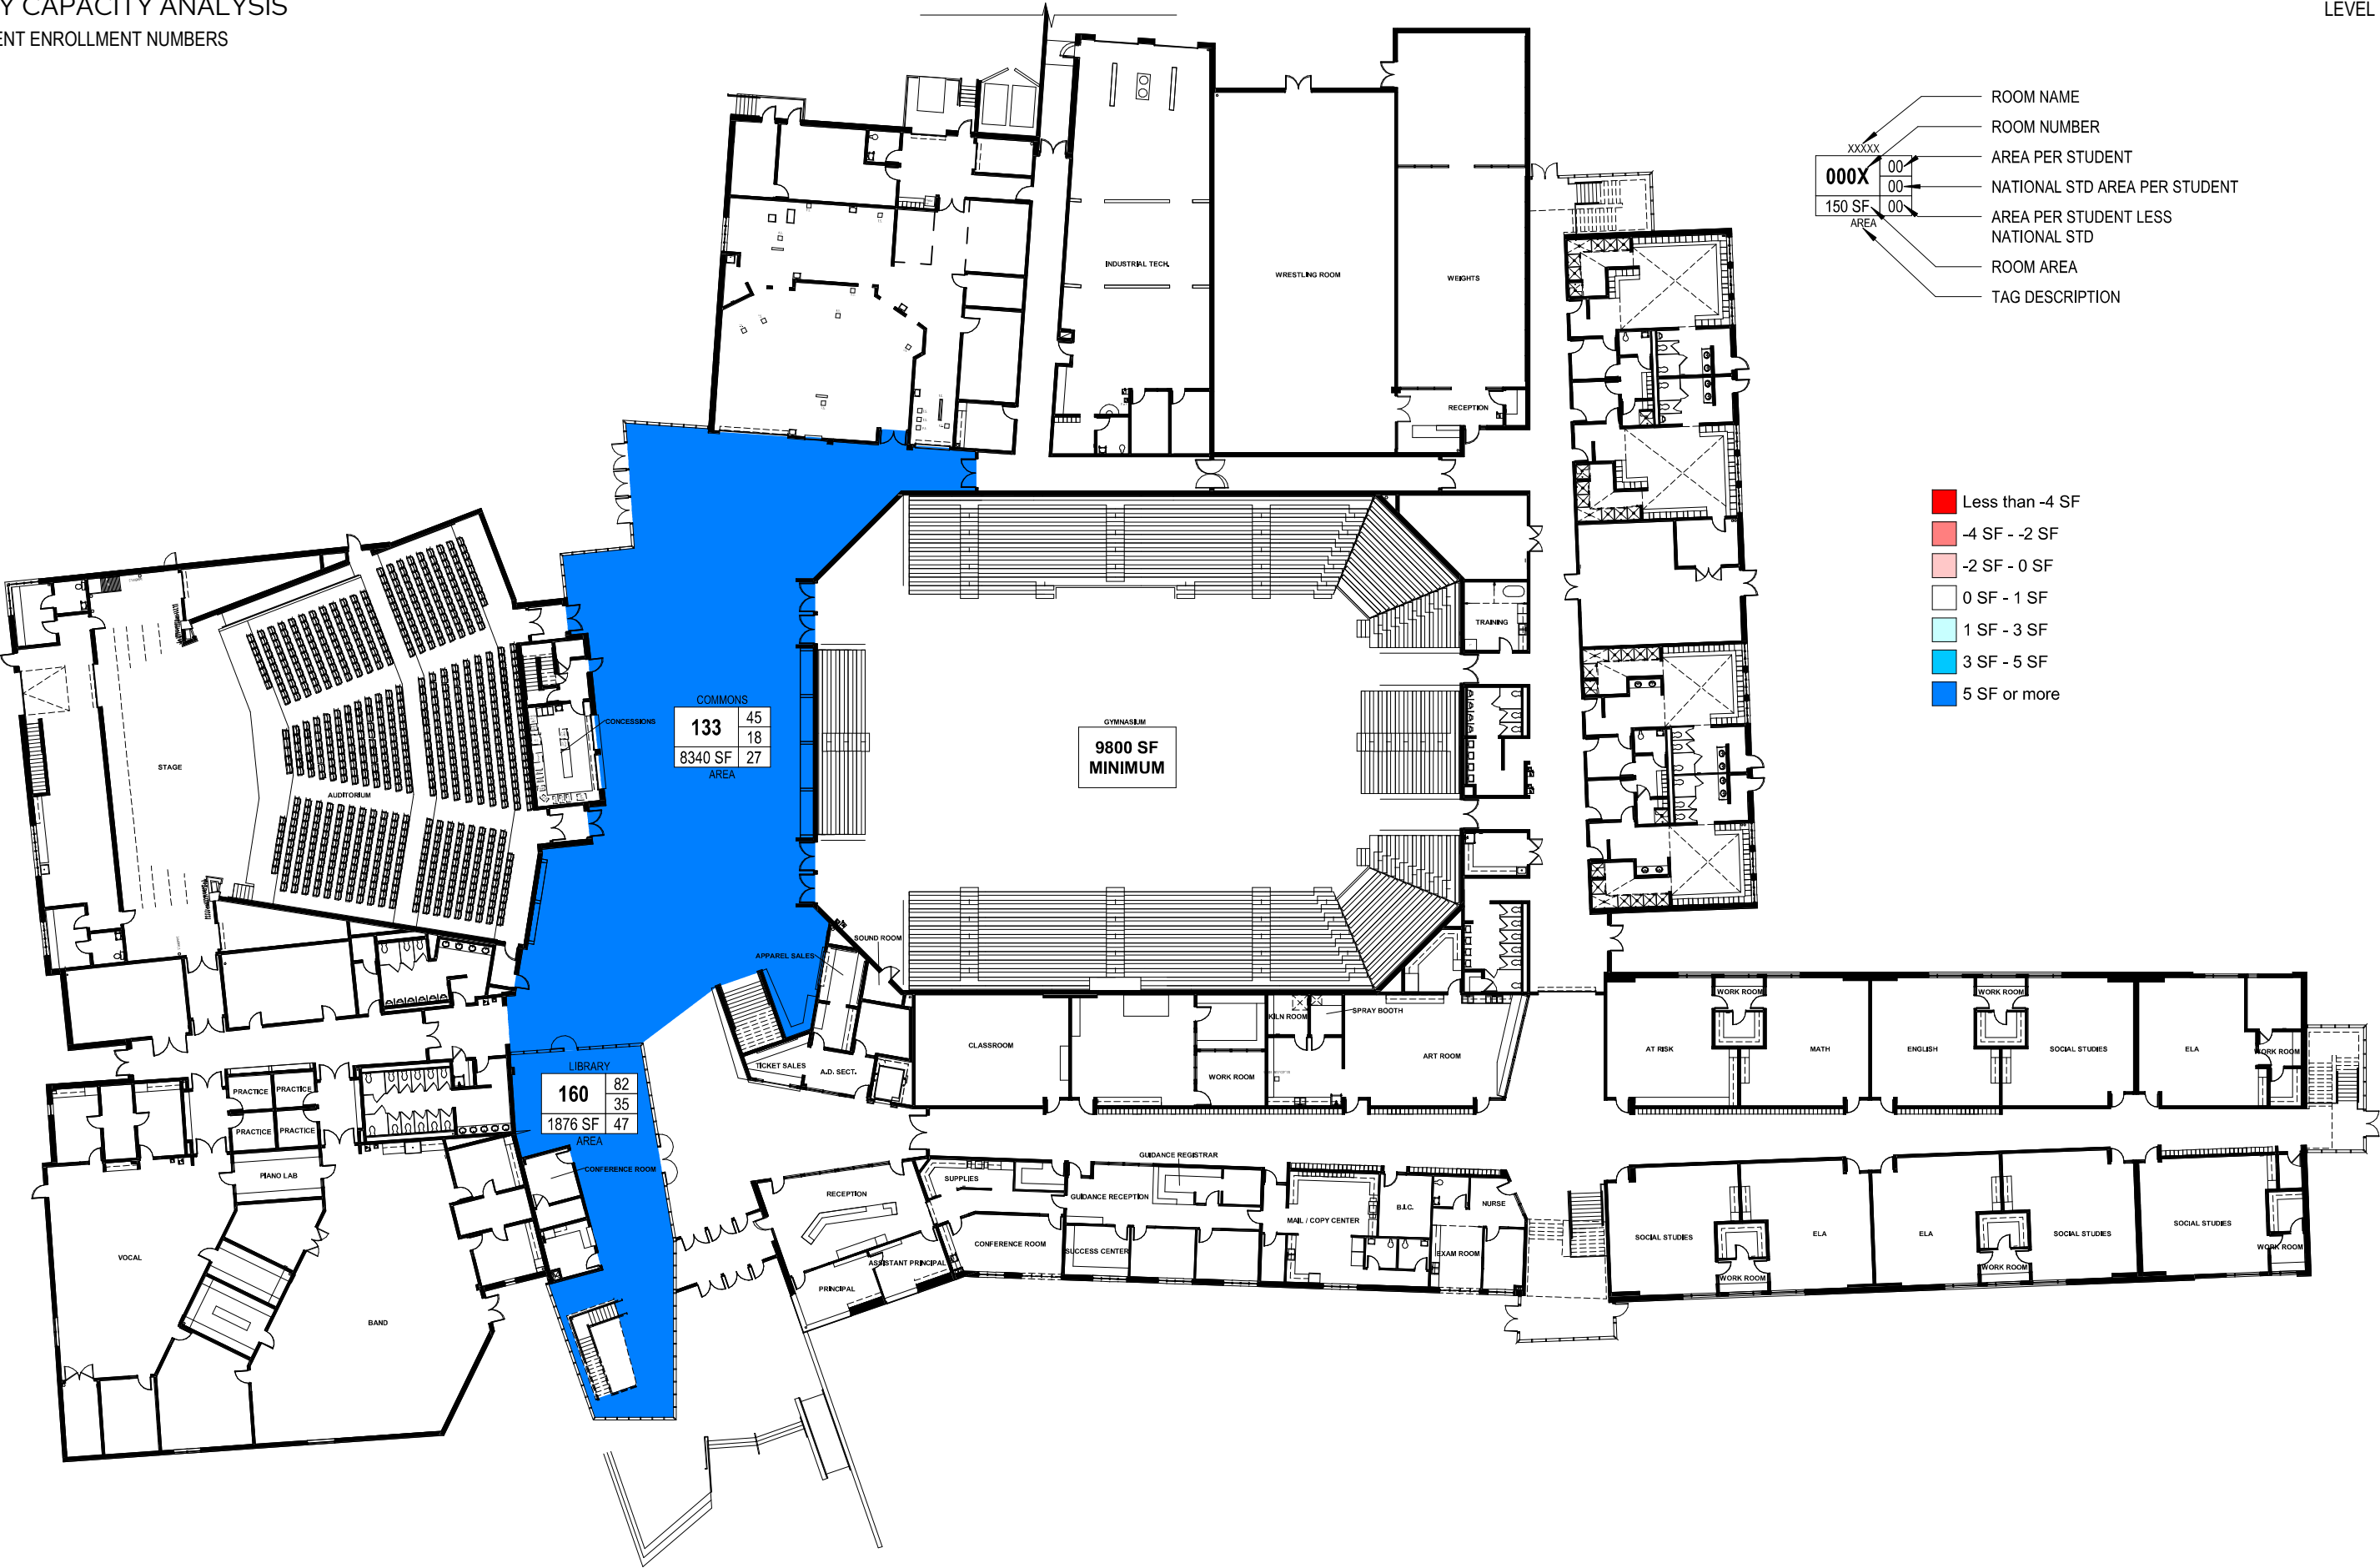 Y CAPACITY ANALYSIS
ENT ENROLLMENT NUMBERS
LEVEL
ROOM NAME
ROOM NUMBER
AREA PER STUDENT
NATIONAL STD AREA PER STUDENT
AREA PER STUDENT LESS
NATIONAL STD
ROOM AREA
TAG DESCRIPTION
XXXXX
000X
00
00
150 SF
00
AREA
INDUSTRIAL TECH.
WRESTLING ROOM
WEIGHTS
RECEPTION
Less than -4 SF
-4 SF - -2 SF
-2 SF - 0 SF
0 SF - 1 SF
1 SF - 3 SF
3 SF - 5 SF
5 SF or more
TRAINING
COMMONS
133
45
18
8340 SF
27
AREA
CONCESSIONS
GYMNASIUM
9800 SF
MINIMUM
STAGE
AUDITORIUM
SOUND ROOM
APPAREL SALES
WORK ROOM
WORK ROOM
KILN ROOM
SPRAY BOOTH
CLASSROOM
ART ROOM
AT RISK
MATH
ENGLISH
SOCIAL STUDIES
ELA
WORK ROOM
TICKET SALES
A.D. SECT.
WORK ROOM
LIBRARY
160
82
35
1876 SF
47
AREA
PRACTICE
PRACTICE
PRACTICE
PRACTICE
PIANO LAB
CONFERENCE ROOM
GUIDANCE REGISTRAR
SUPPLIES
RECEPTION
GUIDANCE RECEPTION
NURSE
B.I.C.
MAIL / COPY CENTER
SOCIAL STUDIES
ELA
ELA
SOCIAL STUDIES
SOCIAL STUDIES
CONFERENCE ROOM
SUCCESS CENTER
EXAM ROOM
WORK ROOM
VOCAL
ASSISTANT PRINCIPAL
WORK ROOM
WORK ROOM
PRINCIPAL
BAND